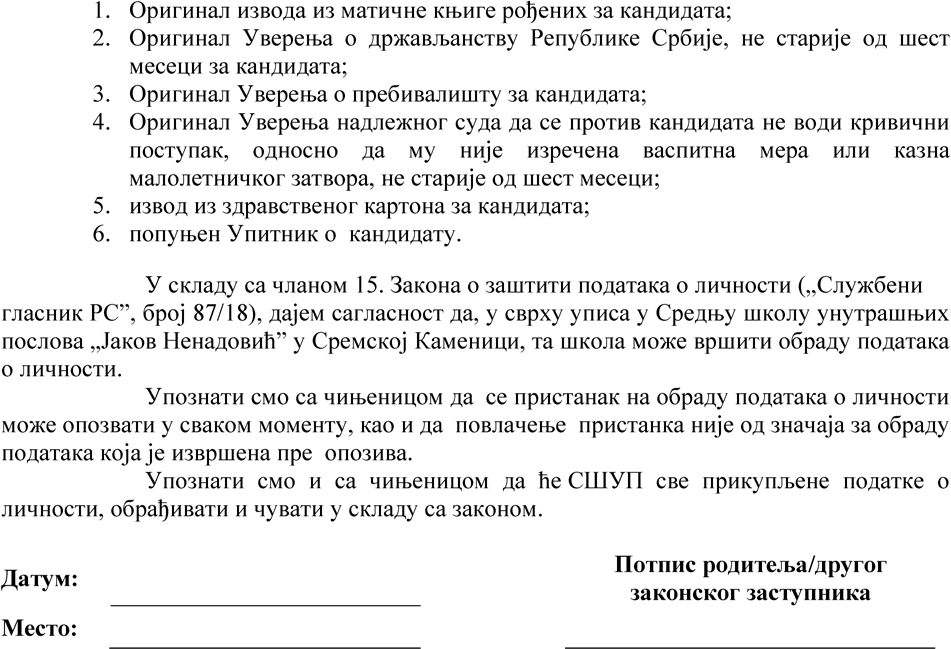 1. Оригинал извода из матичне књиге рођених за кандидата;
2. Оригинал Уверења о држављанству Републике Србије, не старије од шест
месеци за кандидата;
3. Оригинал Уверења о пребивалишту за кандидата;
4. Оригинал Уверења надлежног суда да се против кандидата не води кривични
поступак, односно да му није изречена васпитна мера или казна
малолетничког затвора, не старије од шест месеци;
5. извод из здравственог картона за кандидата;
6. попуњен Упитник о кандидату.
У складу са чланом 15. Закона о заштити података о личности („Службени
гласник РС”, број 87/18), дајем сагласност да, у сврху уписа у Средњу школу унутрашњих
послова „Јаков Ненадовић” у Сремској Каменици, та школа може вршити обраду података
о личности.
Упознати смо са чињеницом да се пристанак на обраду података о личности
може опозвати у сваком моменту, као и да повлачење пристанка није од значаја за обраду
података која је извршена пре опозива.
Упознати смо и са чињеницом да ће СШУП све прикупљене податке о
личности, обрађивати и чувати у складу са законом.
Потпис родитеља/другог
законског заступника
Датум:
Место: